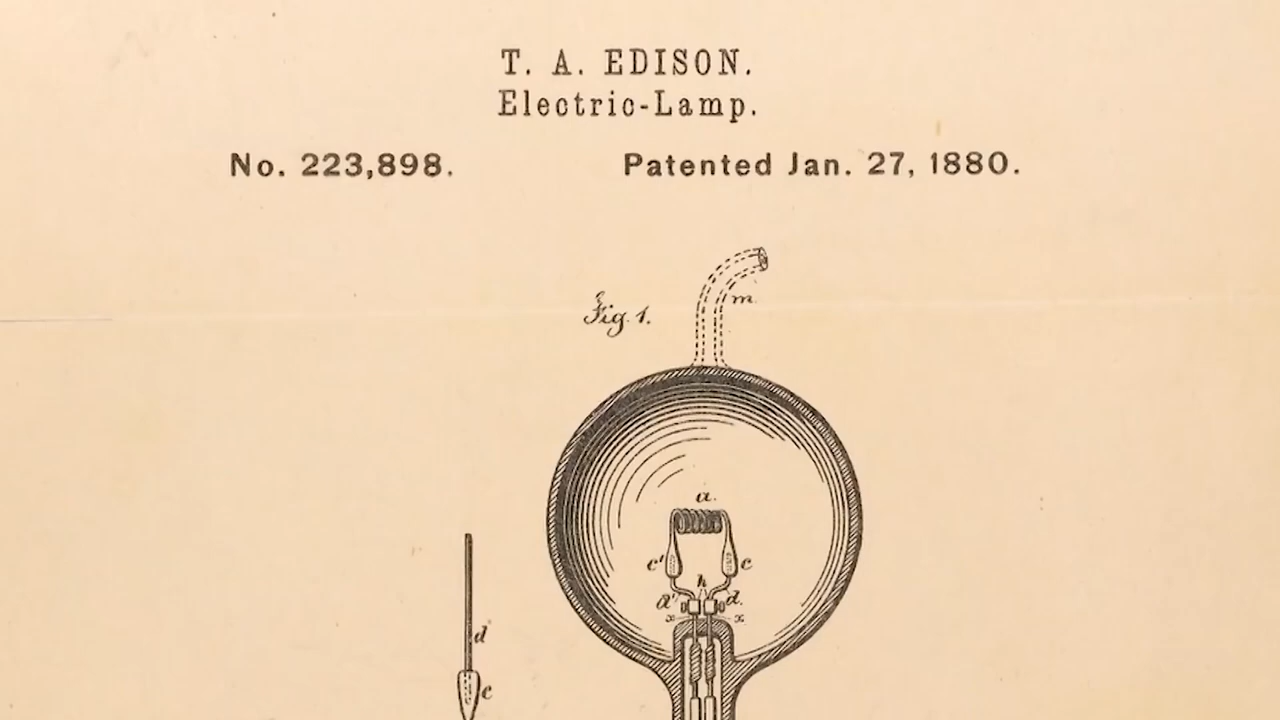 T. A. EDISON.
Electric-Lamp.
No. 223,898. Patented Jan. 27, 1880.
Fig. 1.
m.
a.
c' c
h
d' d.
x x
d
c